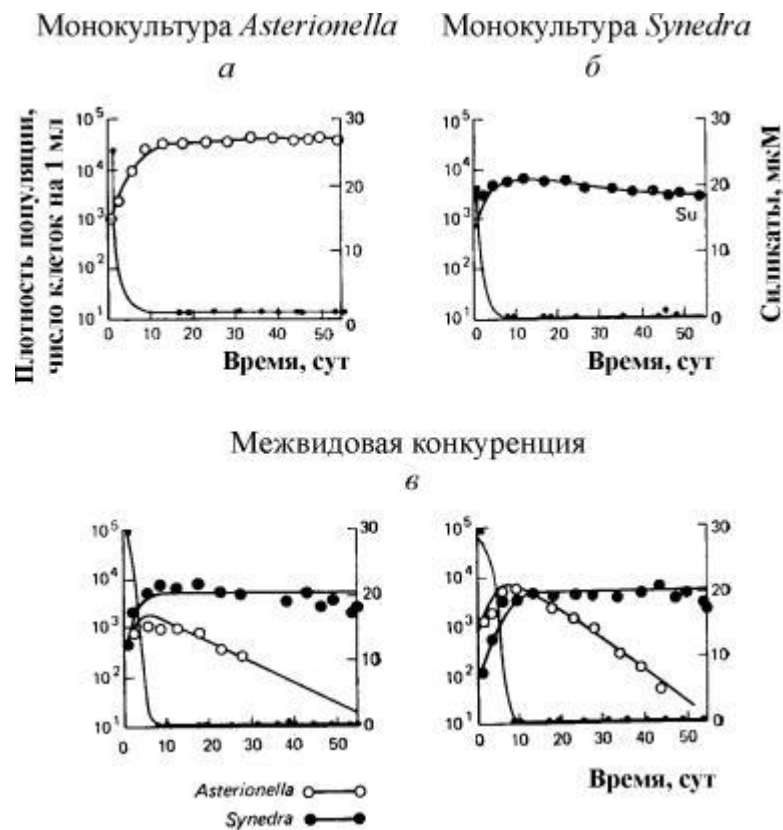 Монокультура Asterionella
а
Монокультура Synedra
б
Плотность популяции,
число клеток на 1 мл
10⁵
10⁴
10³
10²
10¹
30
20
10
0
0 10 20 30 40 50
Время, сут
10⁵
10⁴
10³
10²
10¹
Su
30
20
10
0
0 10 20 30 40 50
Время, сут
Силикаты, мкМ
Межвидовая конкуренция
в
10⁵
10⁴
10³
10²
10¹
30
20
10
0
0 10 20 30 40 50
10⁵
10⁴
10³
10²
10¹
30
20
10
0
0 10 20 30 40 50
Время, сут
Asterionella
Synedra